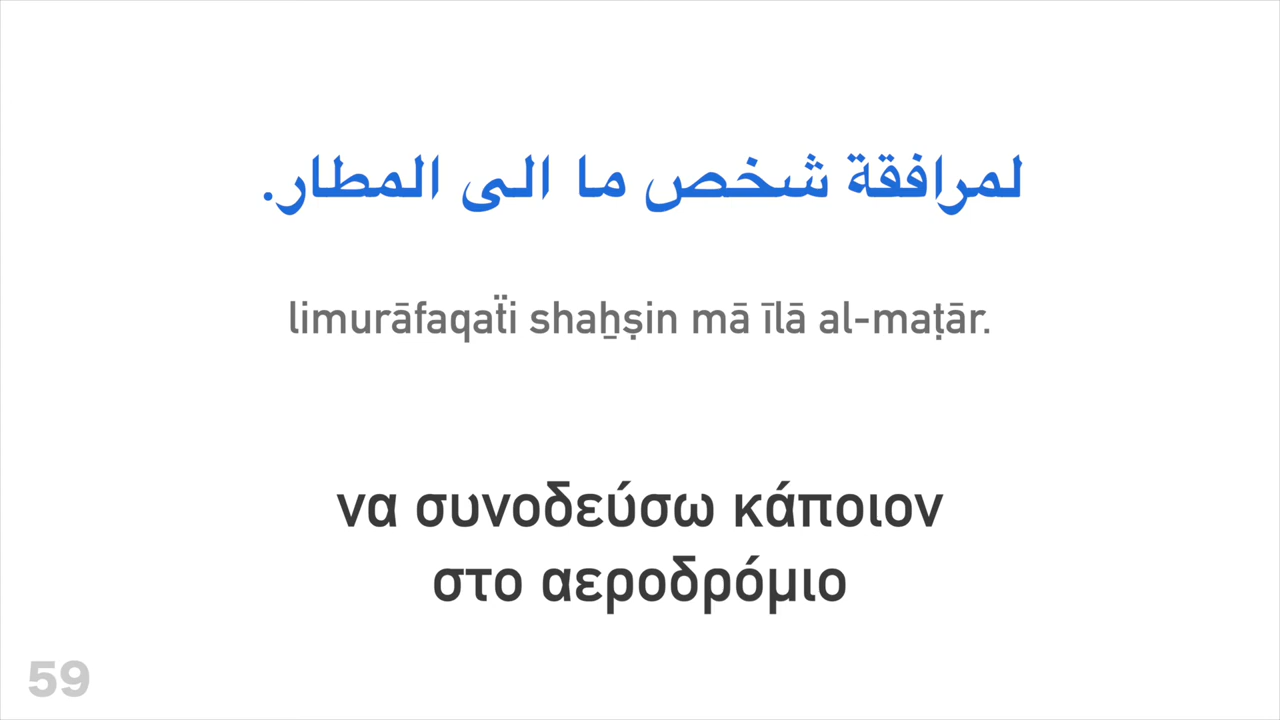 لمرافقة شخص ما الى المطار.
limurāfaqaẗi shaẖṣin mā īlā al-maṭār.
να συνοδεύσω κάποιον
στο αεροδρόμιο
59